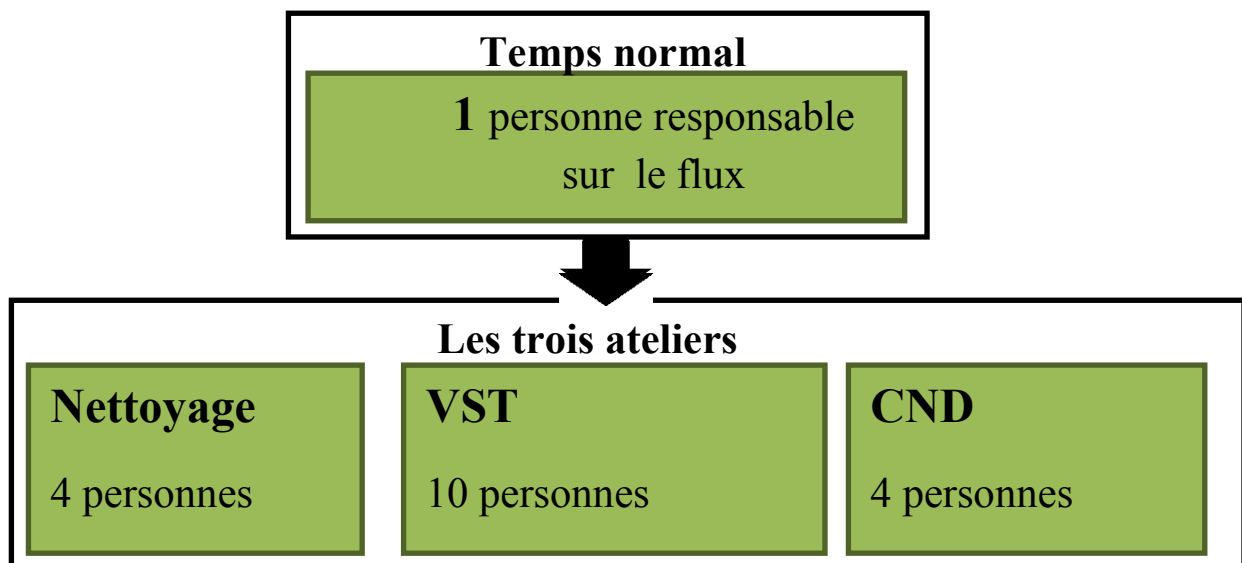 Temps normal
1 personne responsable
sur le flux
Les trois ateliers
Nettoyage
4 personnes
VST
10 personnes
CND
4 personnes